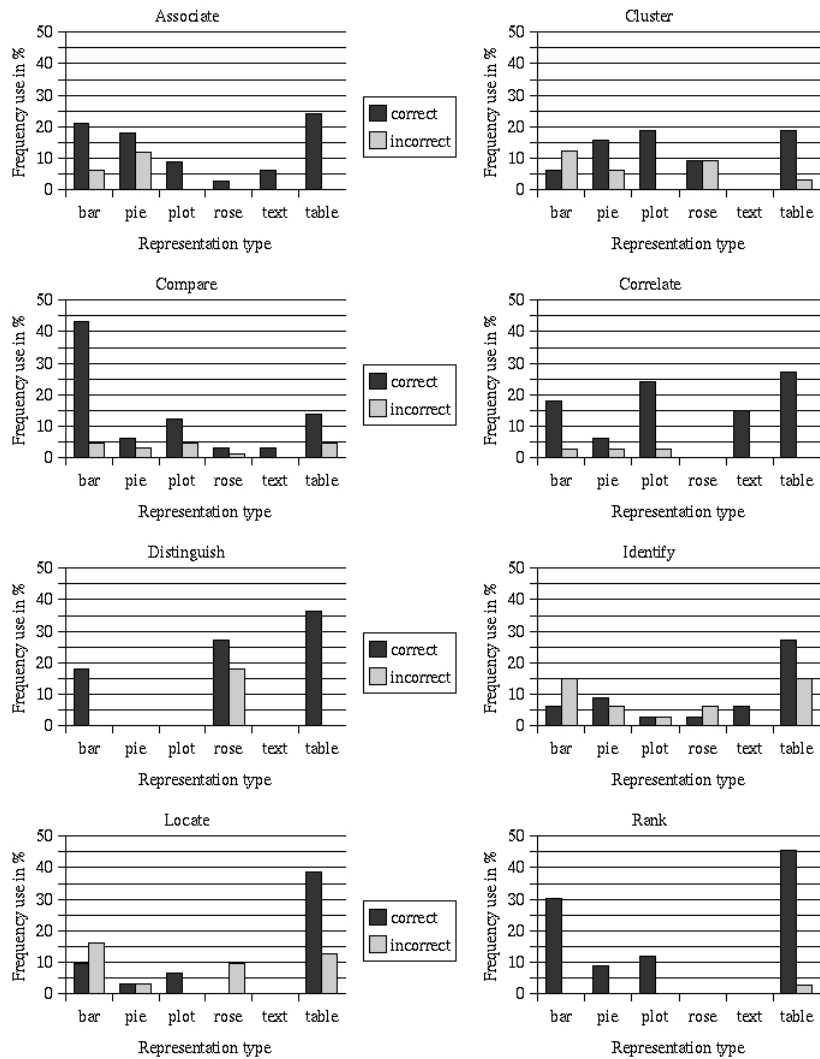 Associate
Frequency use in %
50
40
30
20
10
0
bar pie plot rose text table
Representation type
correct
incorrect
Cluster
Frequency use in %
50
40
30
20
10
0
bar pie plot rose text table
Representation type
Compare
Frequency use in %
50
40
30
20
10
0
bar pie plot rose text table
Representation type
correct
incorrect
Correlate
Frequency use in %
50
40
30
20
10
0
bar pie plot rose text table
Representation type
Distinguish
Frequency use in %
50
40
30
20
10
0
bar pie plot rose text table
Representation type
correct
incorrect
Identify
Frequency use in %
50
40
30
20
10
0
bar pie plot rose text table
Representation type
Locate
Frequency use in %
50
40
30
20
10
0
bar pie plot rose text table
Representation type
correct
incorrect
Rank
Frequency use in %
50
40
30
20
10
0
bar pie plot rose text table
Representation type